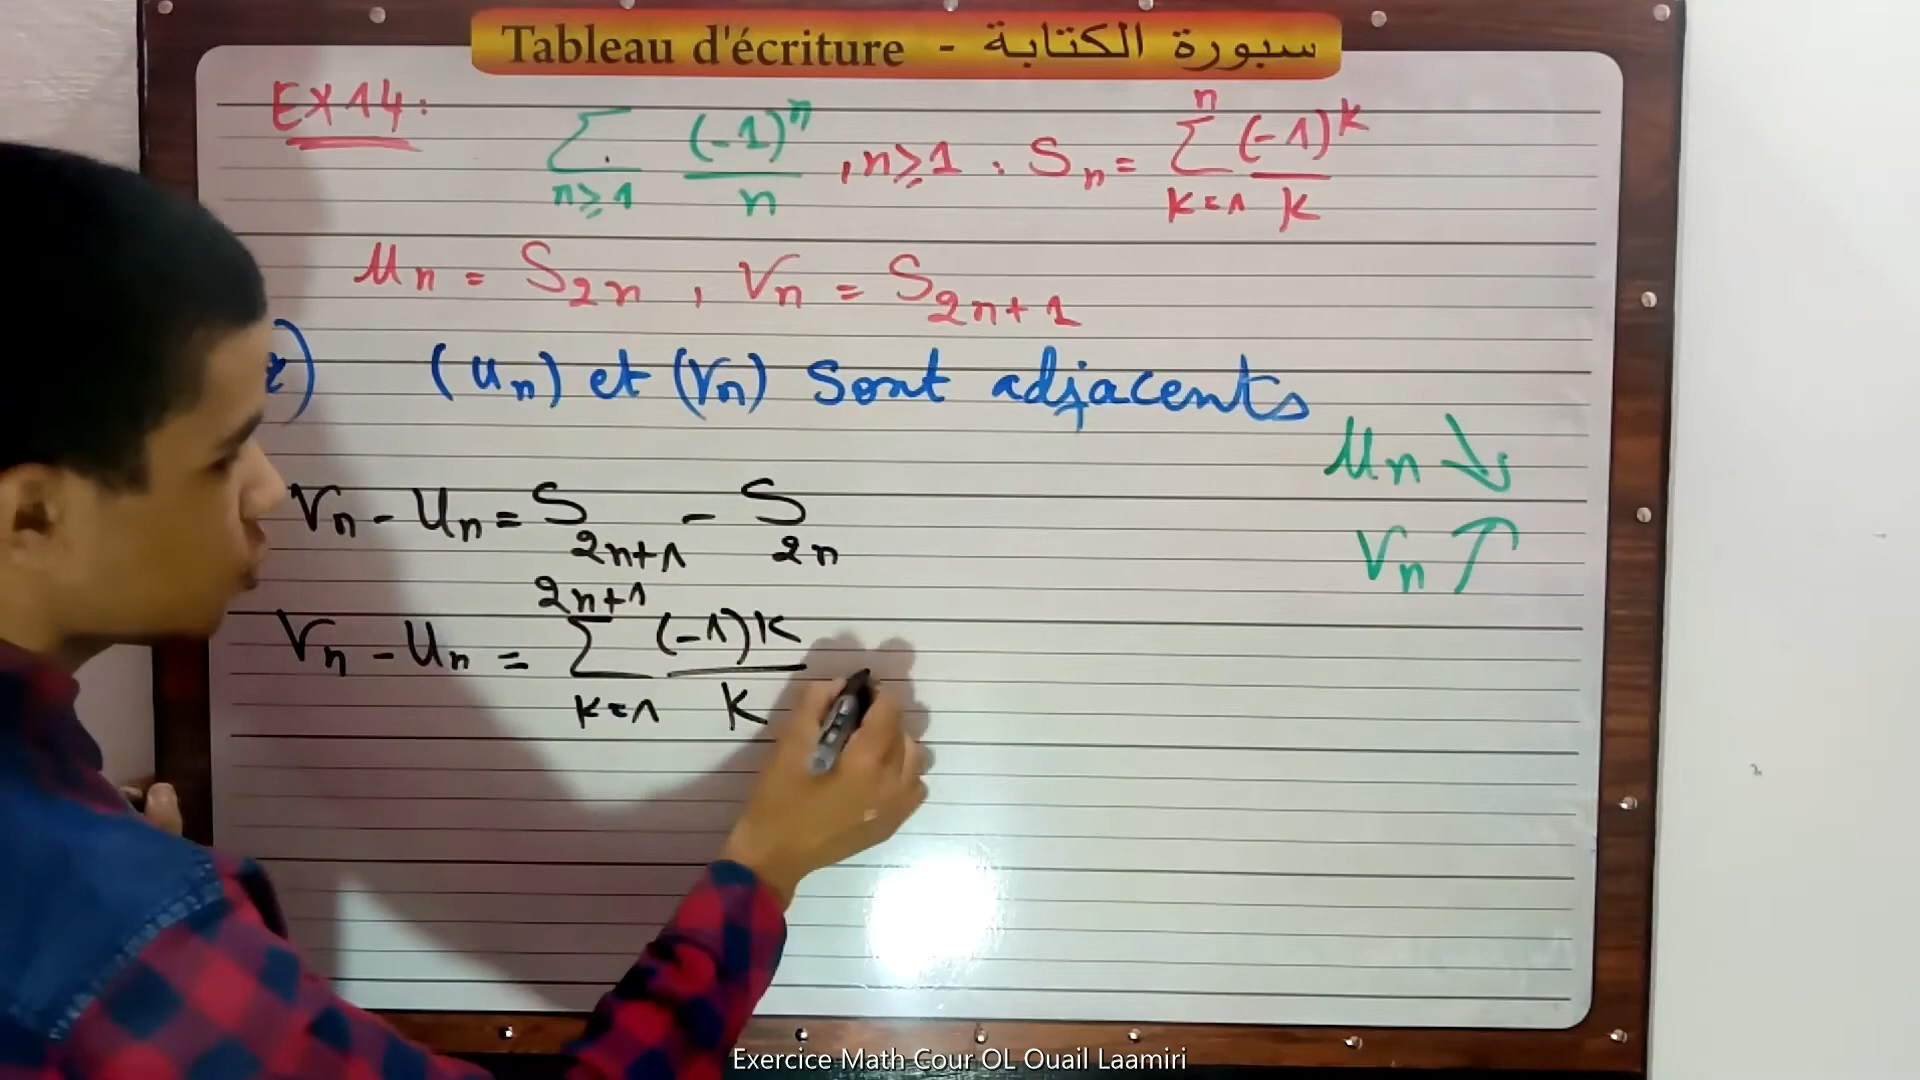 Tableau d'écriture - سبورة الكتابة
EX14:
∑_{n≥1} (-1)^n / n , n≥1 . S_n = ∑_{k=1}^{n} (-1)^k / k
U_n = S_{2n} , V_n = S_{2n+1}
) (U_n) et (V_n) sont adjacents
U_n ↘
V_n ↗
V_n - U_n = S_{2n+1} - S_{2n}
V_n - U_n = ∑_{k=1}^{2n+1} (-1)^k / k
Exercice Math Cour OL Ouail Laamiri